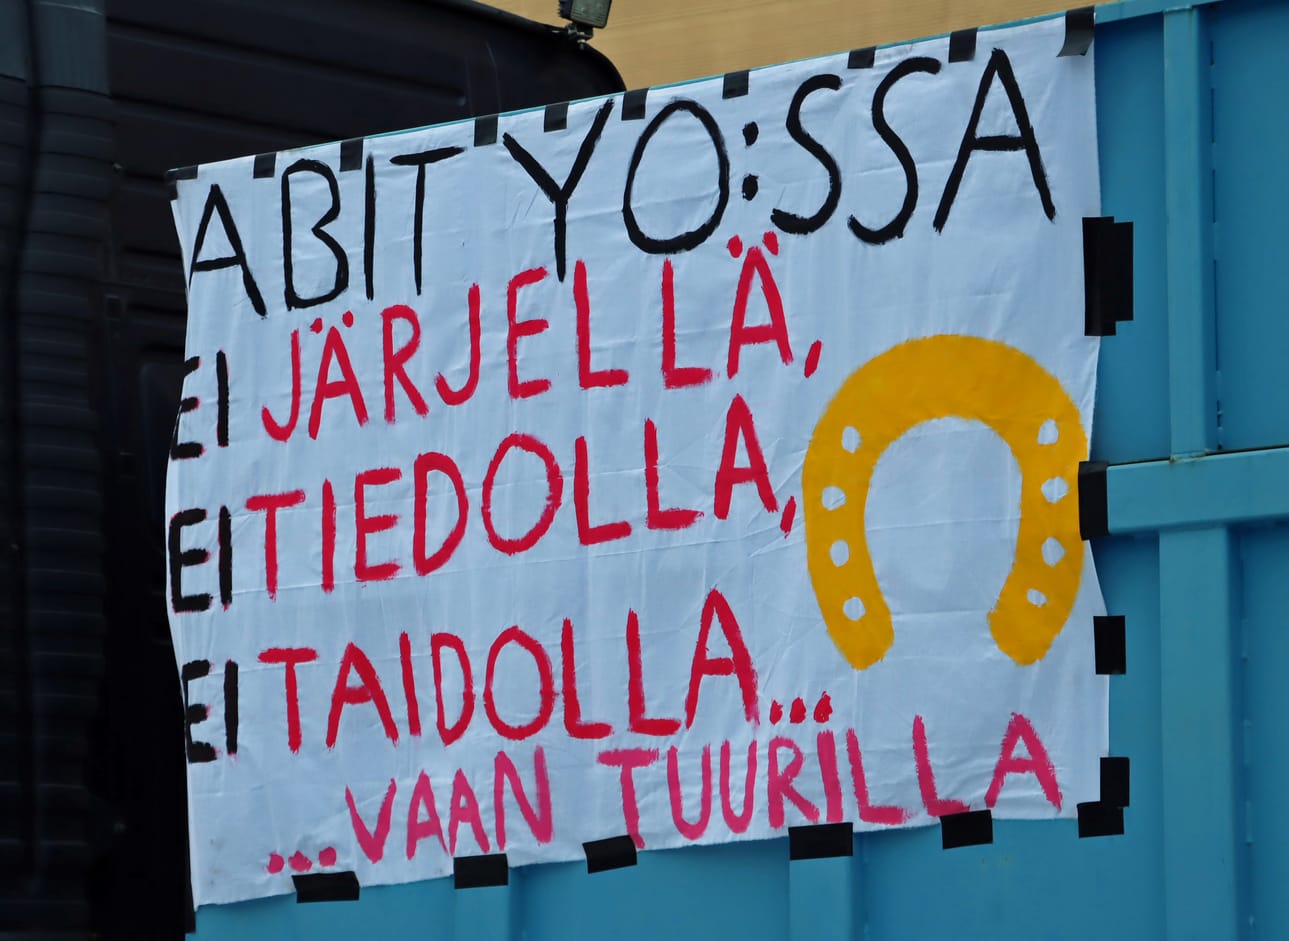 ABIT YO:SSA
EI JÄRJELLÄ,
EI TIEDOLLA,
EI TAIDOLLA...
...VAAN TUURILLA